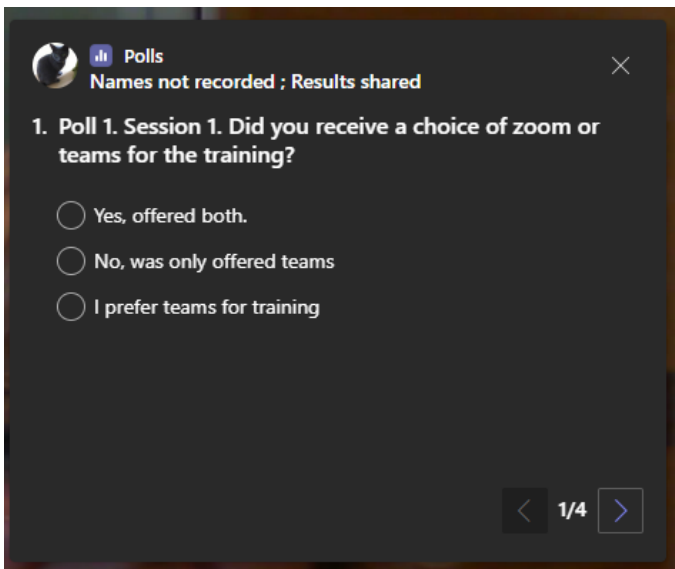 Polls
Names not recorded ; Results shared
1. Poll 1. Session 1. Did you receive a choice of zoom or
teams for the training?
Yes, offered both.
No, was only offered teams
I prefer teams for training
1/4